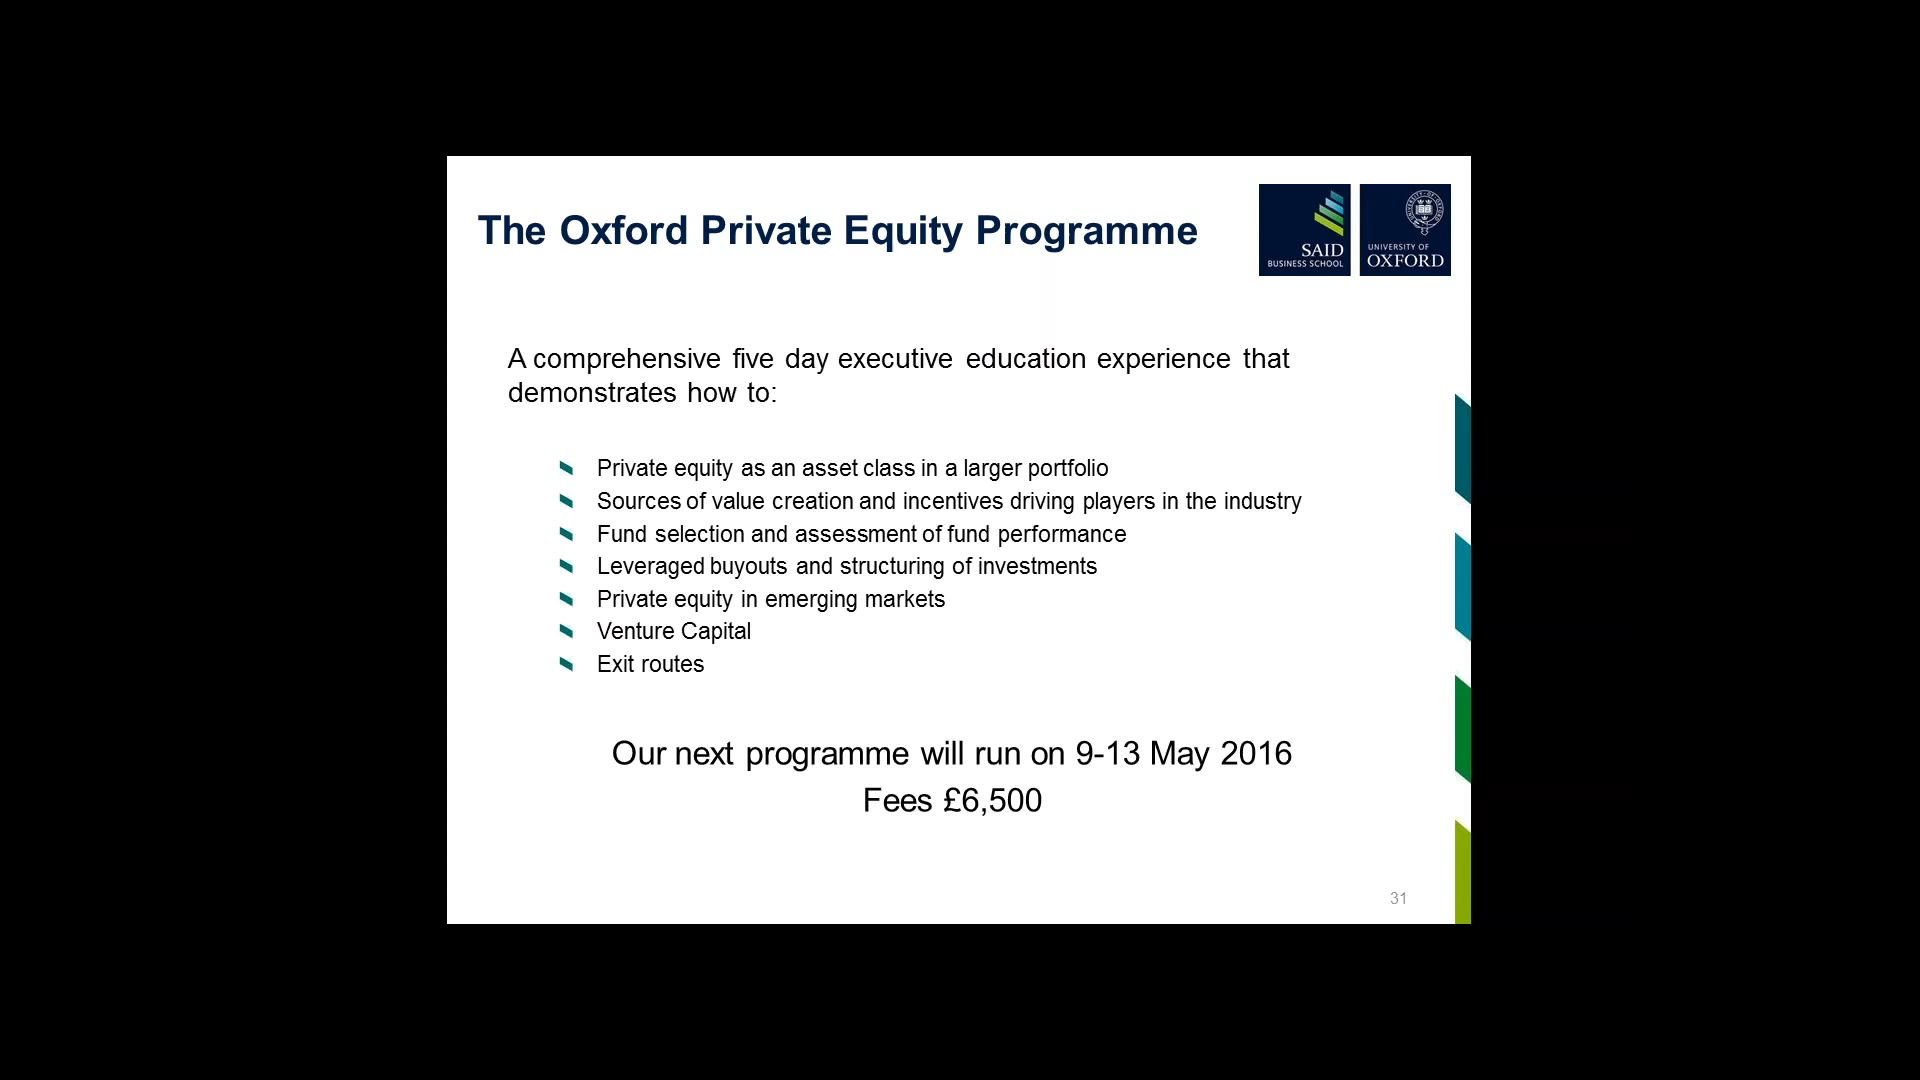 The Oxford Private Equity Programme
SAID
BUSINESS SCHOOL
UNIVERSITY OF
OXFORD
A comprehensive five day executive education experience that
demonstrates how to:
Private equity as an asset class in a larger portfolio
Sources of value creation and incentives driving players in the industry
Fund selection and assessment of fund performance
Leveraged buyouts and structuring of investments
Private equity in emerging markets
Venture Capital
Exit routes
Our next programme will run on 9-13 May 2016
Fees £6,500
31